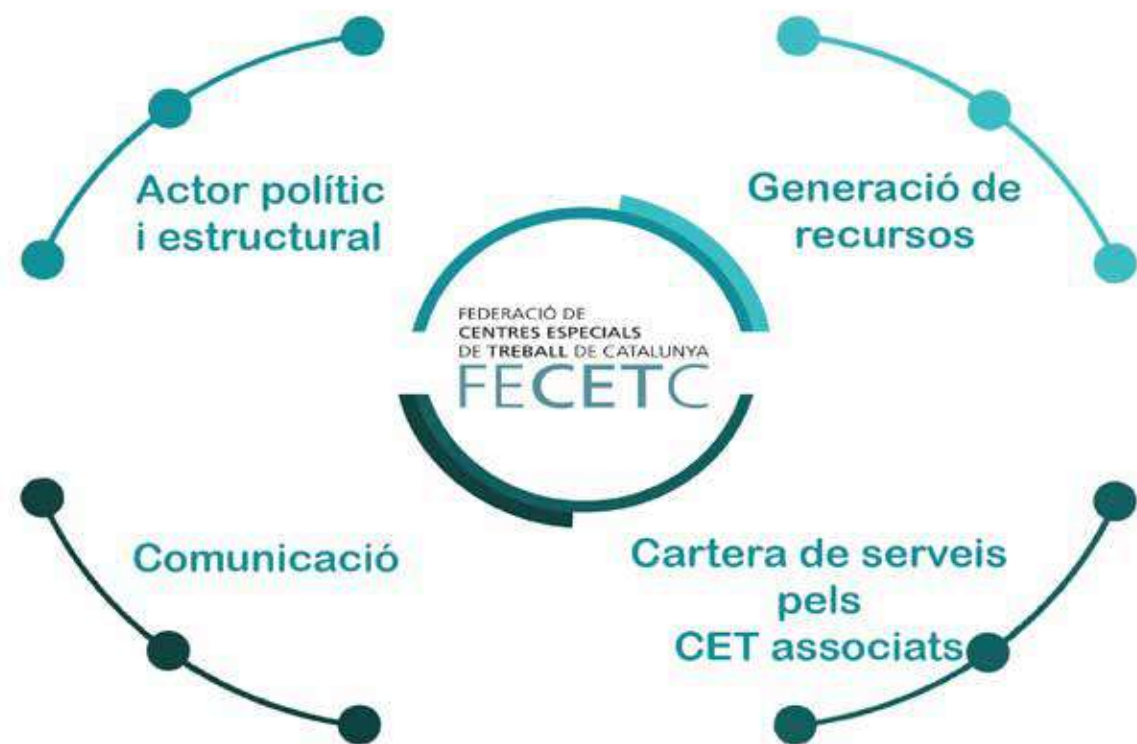 Actor polític
i estructural
Generació de
recursos
FEDERACIÓ DE
CENTRES ESPECIALS
DE TREBALL DE CATALUNYA
FECETC
Comunicació
Cartera de serveis
pels
CET associats